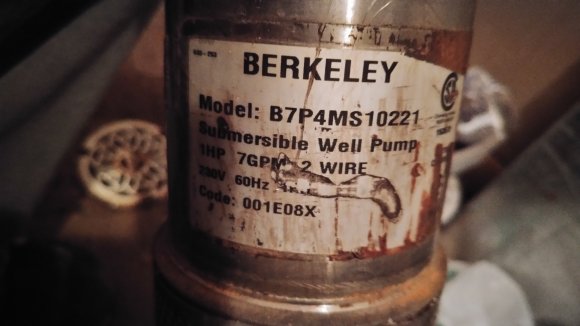 BERKELEY
Model: B7P4MS10221
Submersible Well Pump
1HP 7GPM 2 WIRE
230V 60Hz
Code: 001E08X